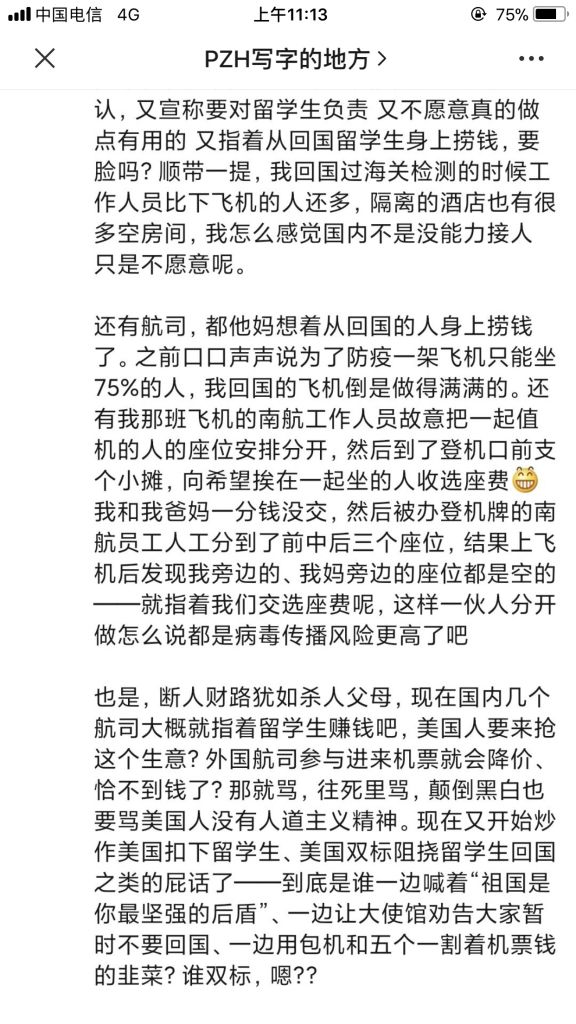 中国电信 4G 上午11:13 75%
PZH写字的地方
认，又宣称要对留学生负责 又不愿意真的做
点有用的 又指着从回国留学生身上捞钱，要
脸吗？顺带一提，我回国过海关检测的时候工
作人员比下飞机的人还多，隔离的酒店也有很
多空房间，我怎么感觉国内不是没能力接人
只是不愿意呢。
还有航司，都他妈想着从回国的人身上捞钱
了。之前口口声声说为了防疫一架飞机只能坐
75%的人，我回国的飞机倒是做得满满的。还
有我那班飞机的南航工作人员故意把一起值
机的人的座位安排分开，然后到了登机口前支
个小摊，向希望挨在一起坐的人收选座费😁
我和我爸妈一分钱没交，然后被办登机牌的南
航员工人工分到了前中后三个座位，结果上飞
机后发现我旁边的、我妈旁边的座位都是空的
——就指着我们交选座费呢，这样一伙人分开
做怎么说都是病毒传播风险更高了吧
也是，断人财路犹如杀人父母，现在国内几个
航司大概就指着留学生赚钱吧，美国人要来抢
这个生意？外国航司参与进来机票就会降价、
恰不到钱了？那就骂，往死里骂，颠倒黑白也
要骂美国人没有人道主义精神。现在又开始炒
作美国扣下留学生、美国双标阻挠留学生回国
之类的屁话了——到底是谁一边喊着“祖国是
你最坚强的后盾”、一边让大使馆劝告大家暂
时不要回国、一边用包机和五个一割着机票钱
的韭菜？谁双标，嗯??